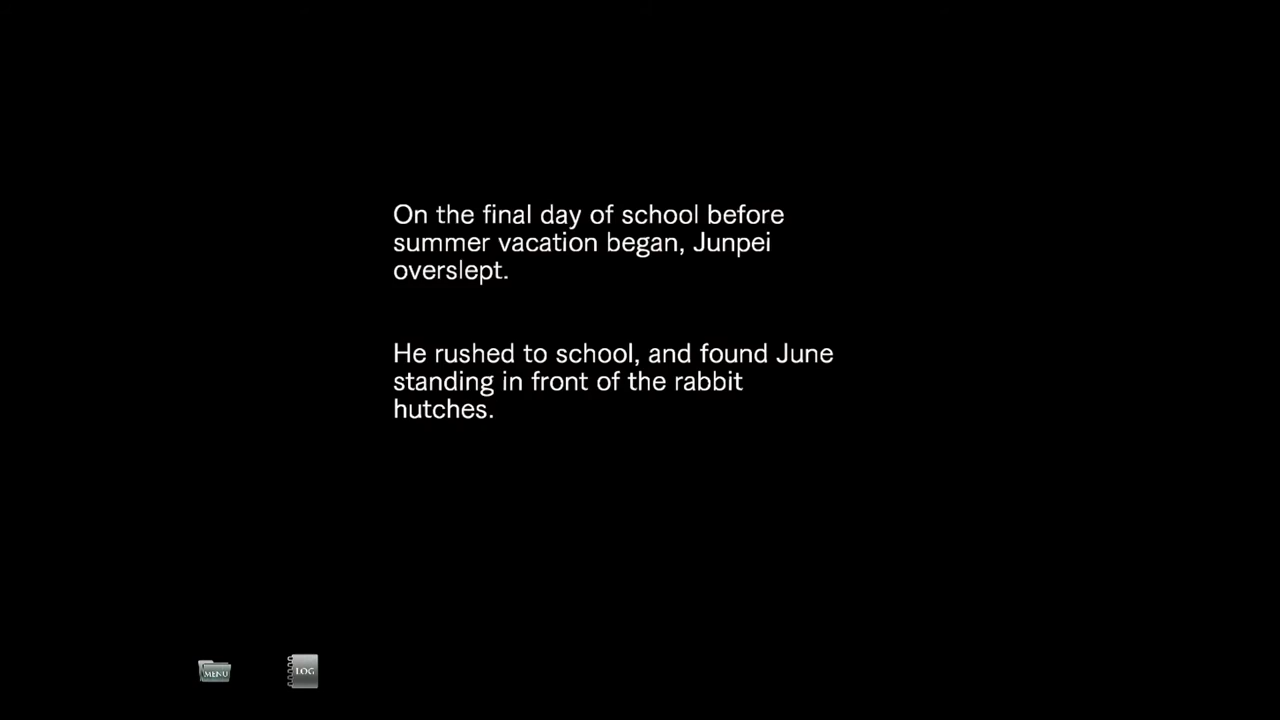 On the final day of school before
summer vacation began, Junpei
overslept.
He rushed to school, and found June
standing in front of the rabbit
hutches.
MENU
LOG